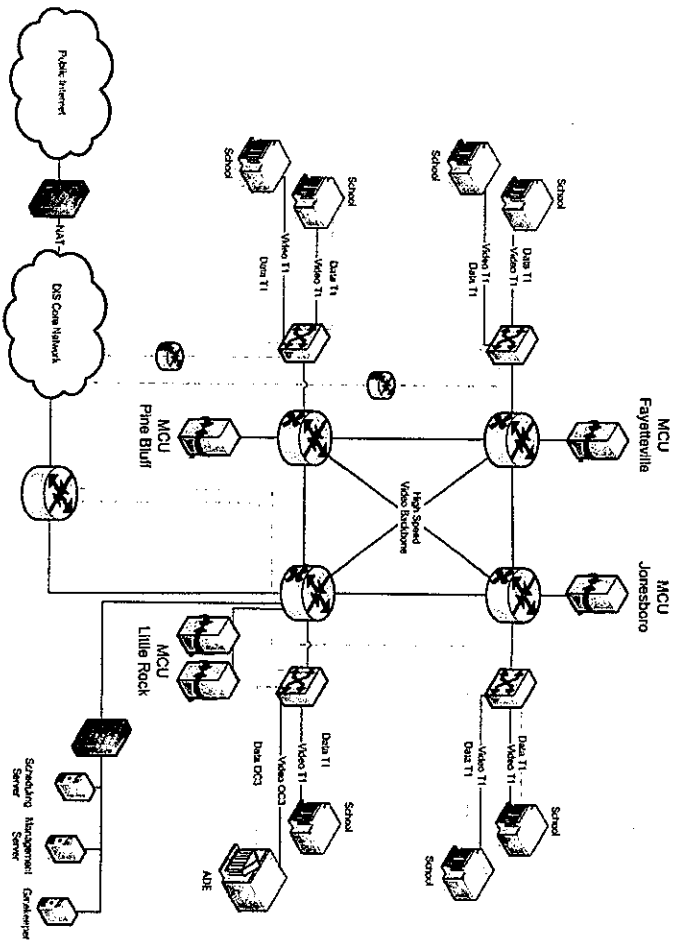 MCU
Fayetteville
MCU
Jonesboro
School
Data T1
Video T1
Video T1
Data T1
School
Data T1
Video T1
School
Video T1
Data T1
School
High Speed
Video Backbone
School
Data T1
Video T1
Video T1
Data T1
School
Data T1
Video T1
School
Video OC3
Data OC3
ADE
MCU
Pine Bluff
MCU
Little Rock
Public Internet
NAT
DIS Core Network
Scheduling
Server
Management
Server
Gatekeeper